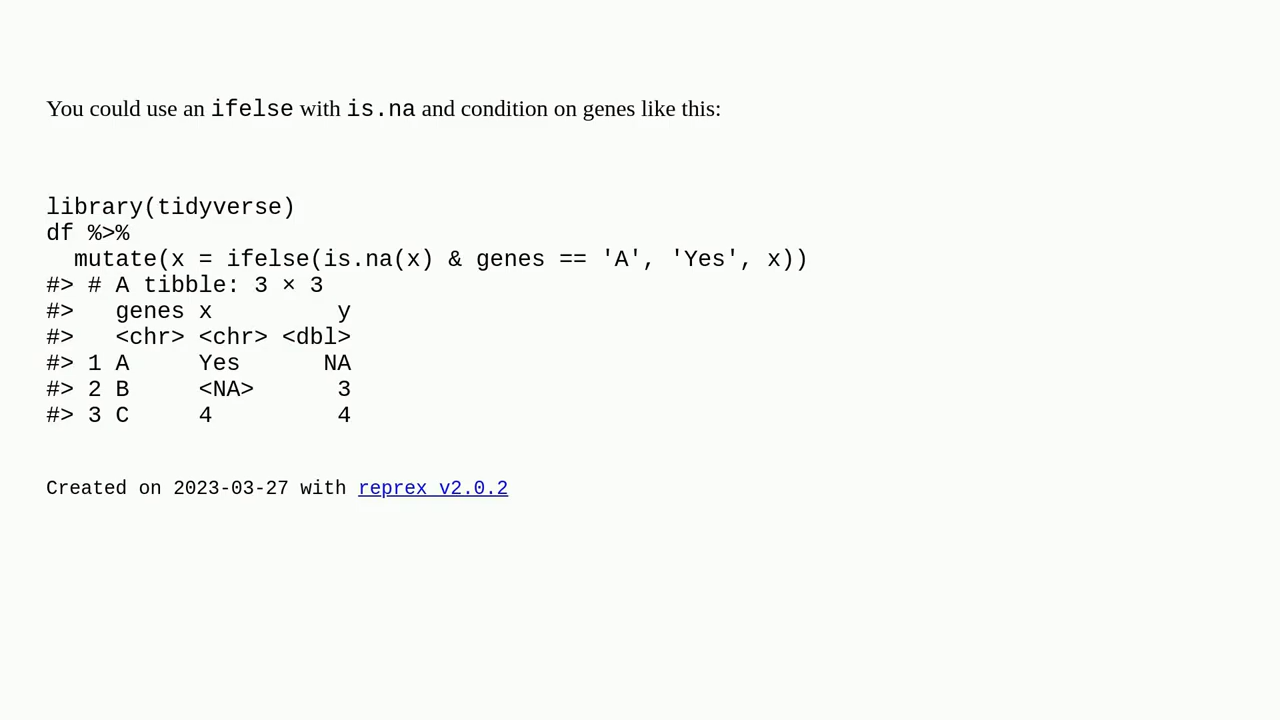 You could use an ifelse with is.na and condition on genes like this:
library(tidyverse)
df %>%
  mutate(x = ifelse(is.na(x) & genes == 'A', 'Yes', x))
#> # A tibble: 3 × 3
#>   genes x         y
#>   <chr> <chr> <dbl>
#> 1 A     Yes      NA
#> 2 B     <NA>      3
#> 3 C     4         4
Created on 2023-03-27 with reprex v2.0.2